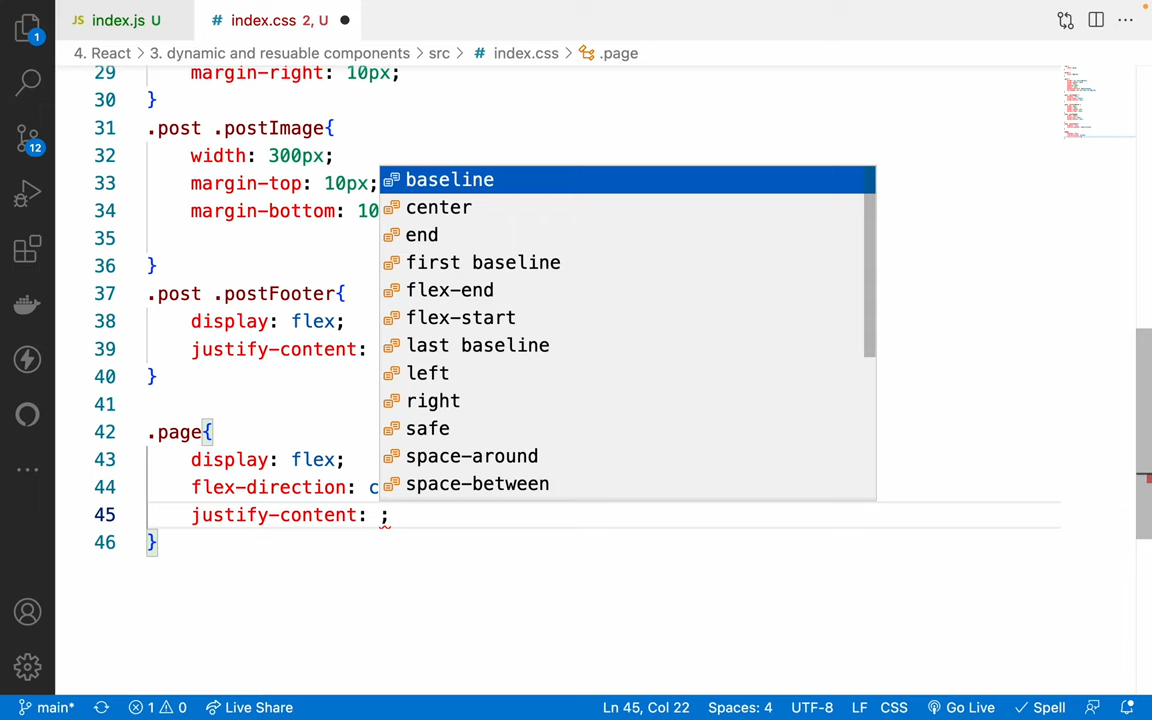 JS index.js U
# index.css 2, U
4. React > 3. dynamic and resuable components > src > # index.css > .page
29 margin-right: 10px;
30 }
31 .post .postImage{
32 width: 300px;
33 margin-top: 10px;
34 margin-bottom: 10
35
36 }
37 .post .postFooter{
38 display: flex;
39 justify-content:
40 }
41
42 .page{
43 display: flex;
44 flex-direction: c
45 justify-content: ;
46 }
baseline
center
end
first baseline
flex-end
flex-start
last baseline
left
right
safe
space-around
space-between
1
12
main* 1 0 Live Share Ln 45, Col 22 Spaces: 4 UTF-8 LF CSS Go Live Spell